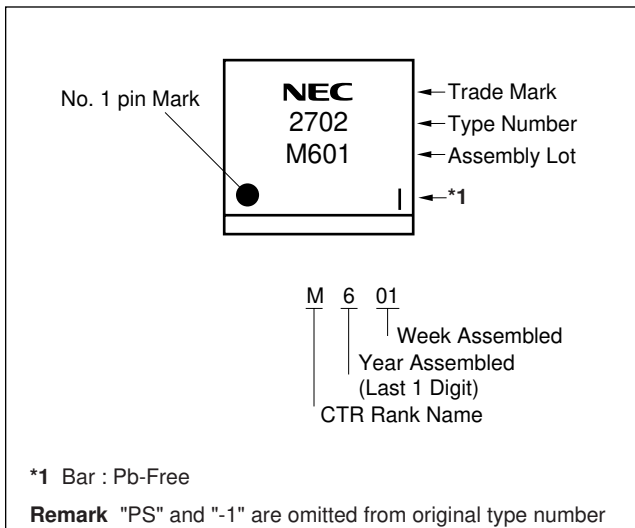 No. 1 pin Mark
NEC
2702
M601
Trade Mark
Type Number
Assembly Lot
*1
M 6 01
Week Assembled
Year Assembled
(Last 1 Digit)
CTR Rank Name
*1 Bar : Pb-Free
Remark "PS" and "-1" are omitted from original type number